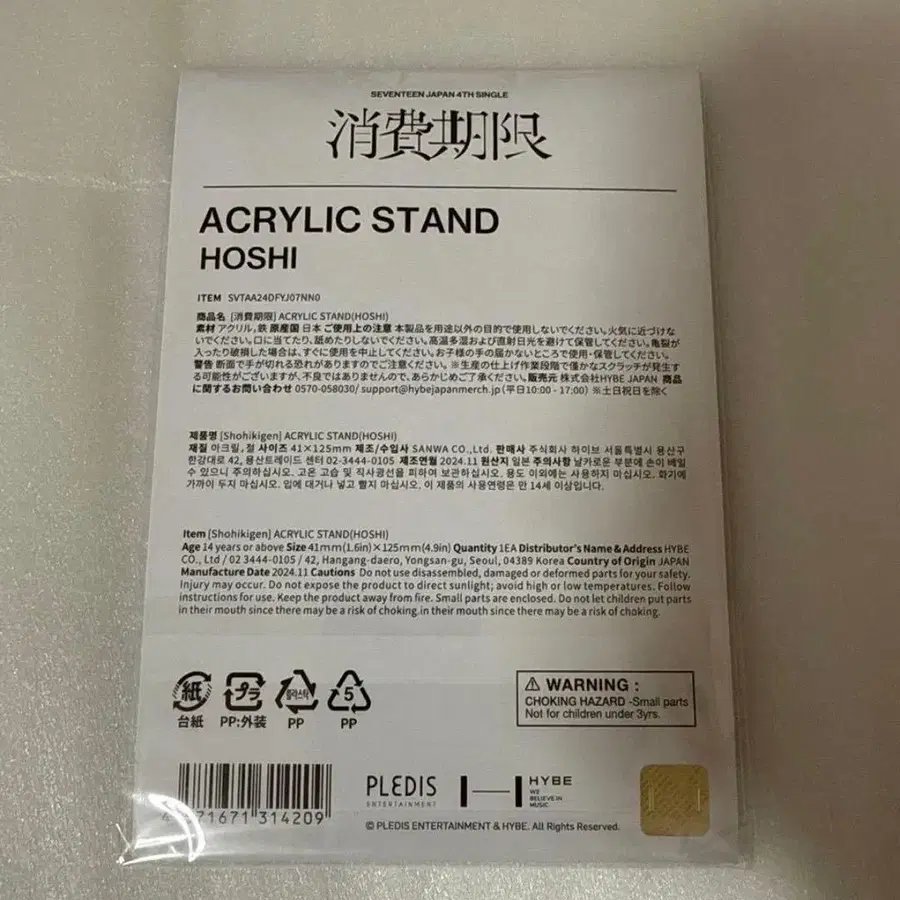 SEVENTEEN JAPAN 4TH SINGLE
消費期限
ACRYLIC STAND
HOSHI
ITEM SVTAA24DFYJ07NN0
商品名 [消費期限] ACRYLIC STAND(HOSHI)
素材 アクリル,鉄 原産国 日本 ご使用上の注意 本製品を用途以外の目的で使用しないでください。火気に近づけな
いでください。口に当てたり、舐めたりしないでください。高温多湿および直射日光を避けて保管してください。亀裂
が入ったり破損した場合は、すぐに使用を中止してください。お子様の手の届かないところで使用・保管してください。
警告 断面で手が切れる恐れがありますのでご注意ください。※生産の仕上げ作業段階で僅かなスクラッチが発生す
る可能性がございますが、不良ではありませんので、あらかじめご了承ください。販売元 株式会社HYBE JAPAN 商品
に関するお問い合わせ 0570-058030/ support@hybejapanmerch.jp (平日10:00 - 17:00) ※土日祝日を除く
제품명 [Shohikigen] ACRYLIC STAND(HOSHI)
재질 아크릴, 철 사이즈 41×125mm 제조/수입사 SANWA CO.,Ltd. 판매사 주식회사 하이브 서울특별시 용산구
한강대로 42, 용산트레이드 센터 02-3444-0105 제조연월 2024.11 원산지 일본 주의사항 날카로운 부분에 손이 베일
수 있으니 주의하십시오. 고온 고습 및 직사광선을 피하여 보관하십시오. 용도 이외에는 사용하지 마십시오. 화기에
가까이 두지 마십시오. 입에 대거나 넣고 빨지 마십시오. 이 제품의 사용연령은 만 14세 이상입니다.
Item [Shohikigen] ACRYLIC STAND(HOSHI)
Age 14 years or above Size 41mm(1.6in)×125mm(4.9in) Quantity 1EA Distributor's Name & Address HYBE
CO., Ltd / 02 3444-0105 / 42, Hangang-daero, Yongsan-gu, Seoul, 04389 Korea Country of Origin JAPAN
Manufacture Date 2024.11 Cautions Do not use disassembled, damaged or deformed parts for your safety.
Injury may occur. Do not expose the product to direct sunlight; avoid high or low temperatures. Follow
instructions for use. Keep the product away from fire. Small parts are enclosed. Do not let children put parts
in their mouth since there may be a risk of choking.in their mouth since there may be a risk of choking.
紙 プラ 플라스틱 5
台紙 PP:外装 PP PP
⚠ WARNING :
CHOKING HAZARD -Small parts
Not for children under 3yrs.
71671 314209
PLEDIS
ENTERTAINMENT
HYBE
WE
BELIEVE IN
MUSIC
© PLEDIS ENTERTAINMENT & HYBE. All Rights Reserved.